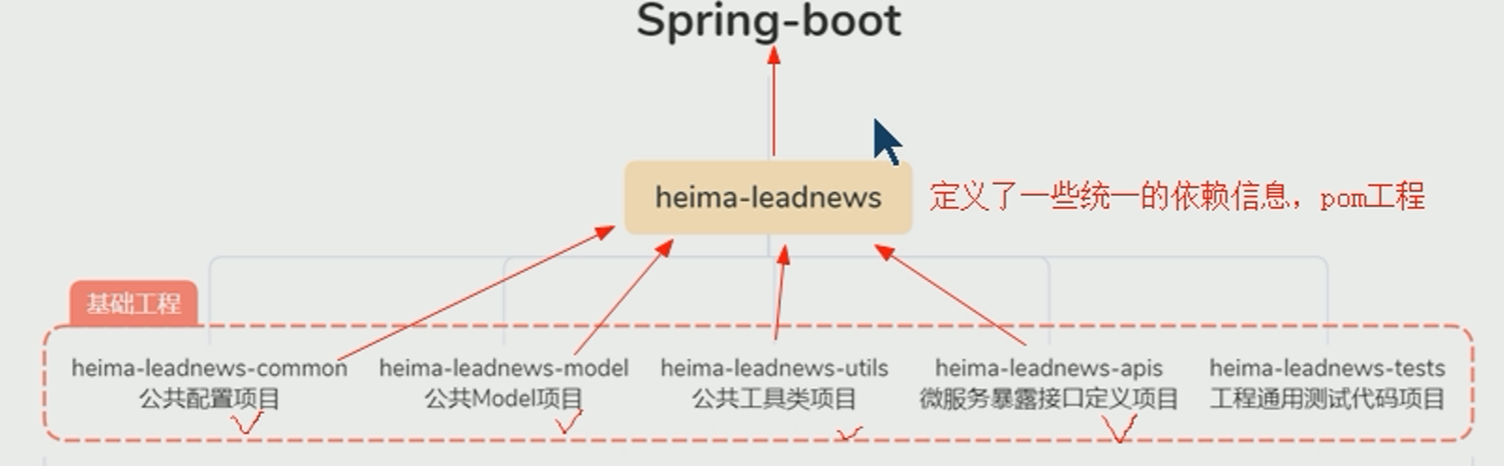 Spring-boot
heima-leadnews
定义了一些统一的依赖信息，pom工程
基础工程
heima-leadnews-common
公共配置项目
heima-leadnews-model
公共Model项目
heima-leadnews-utils
公共工具类项目
heima-leadnews-apis
微服务暴露接口定义项目
heima-leadnews-tests
工程通用测试代码项目